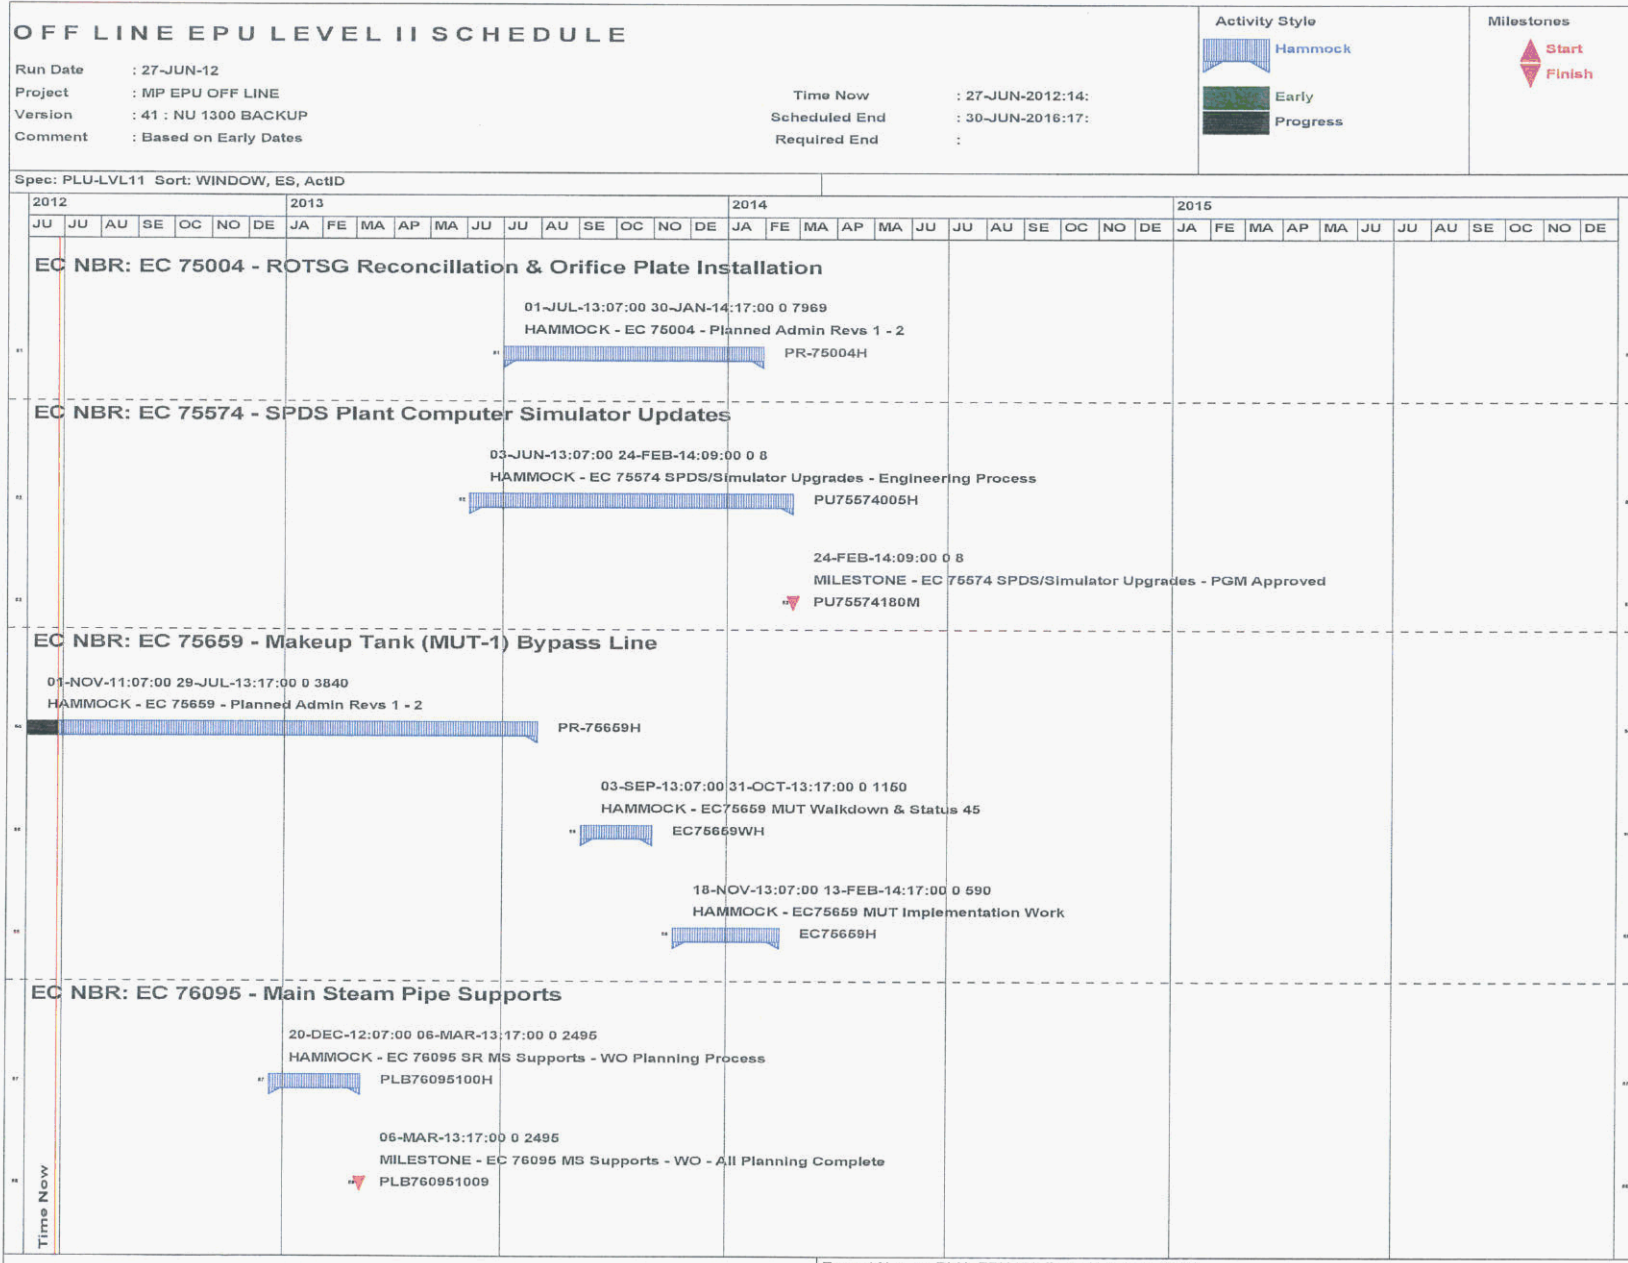 OFF LINE EPU LEVEL II SCHEDULE
Run Date : 27-JUN-12
Project : MP EPU OFF LINE
Version : 41 : NU 1300 BACKUP
Comment : Based on Early Dates
Time Now : 27-JUN-2012:14:
Scheduled End : 30-JUN-2016:17:
Required End :
Activity Style
Hammock
Early
Progress
Milestones
Start
Finish
Spec: PLU-LVL11 Sort: WINDOW, ES, ActID
2012 2013 2014 2015
JU JU AU SE OC NO DE JA FE MA AP MA JU JU AU SE OC NO DE JA FE MA AP MA JU JU AU SE OC NO DE JA FE MA AP MA JU JU AU SE OC NO DE
EC NBR: EC 75004 - ROTSG Reconcillation & Orifice Plate Installation
01-JUL-13:07:00 30-JAN-14:17:00 0 7969
HAMMOCK - EC 75004 - Planned Admin Revs 1 - 2
PR-75004H
EC NBR: EC 75574 - SPDS Plant Computer Simulator Updates
03-JUN-13:07:00 24-FEB-14:09:00 0 8
HAMMOCK - EC 75574 SPDS/Simulator Upgrades - Engineering Process
PU75574005H
24-FEB-14:09:00 0 8
MILESTONE - EC 75574 SPDS/Simulator Upgrades - PGM Approved
PU75574180M
EC NBR: EC 75659 - Makeup Tank (MUT-1) Bypass Line
01-NOV-11:07:00 29-JUL-13:17:00 0 3840
HAMMOCK - EC 75659 - Planned Admin Revs 1 - 2
PR-75659H
03-SEP-13:07:00 31-OCT-13:17:00 0 1150
HAMMOCK - EC75659 MUT Walkdown & Status 45
EC75659WH
18-NOV-13:07:00 13-FEB-14:17:00 0 590
HAMMOCK - EC75659 MUT Implementation Work
EC75659H
EC NBR: EC 76095 - Main Steam Pipe Supports
20-DEC-12:07:00 06-MAR-13:17:00 0 2495
HAMMOCK - EC 76095 SR MS Supports - WO Planning Process
PLB76095100H
06-MAR-13:17:00 0 2495
MILESTONE - EC 76095 MS Supports - WO - All Planning Complete
PLB760951009
Time Now